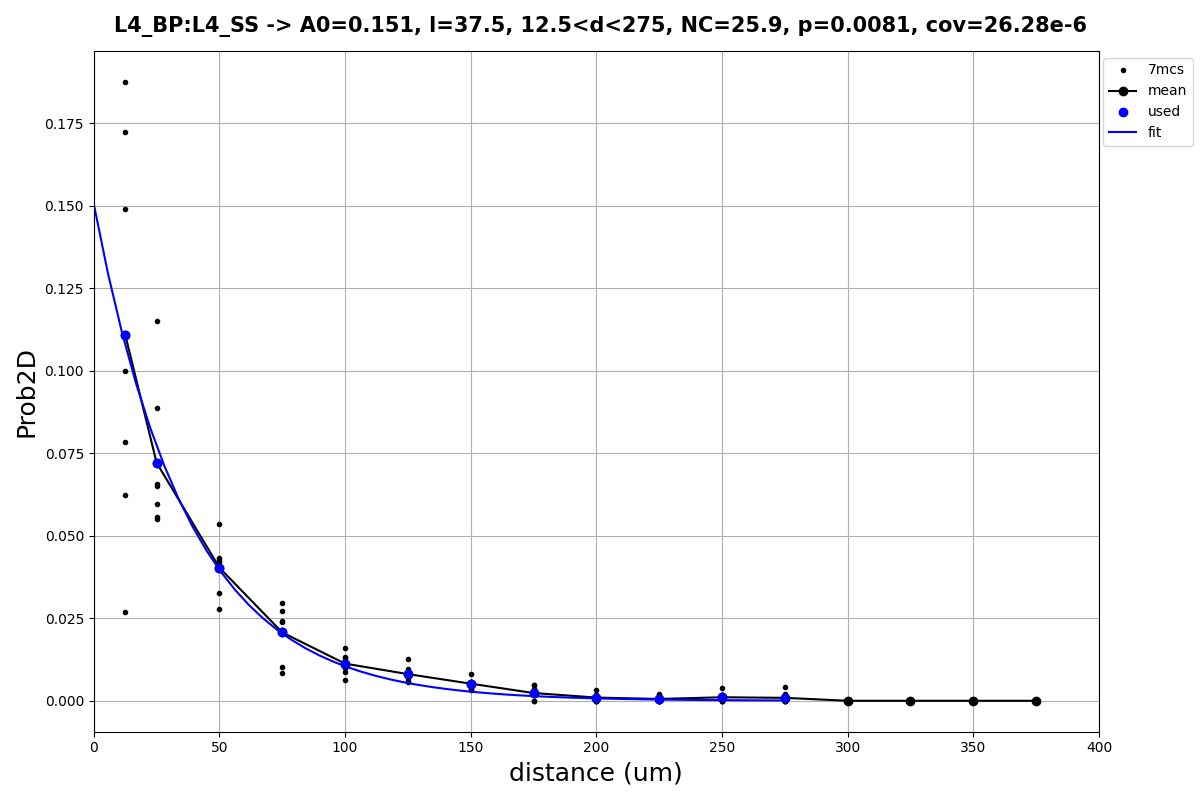 L4_BP:L4_SS -> A0=0.151, l=37.5, 12.5<d<275, NC=25.9, p=0.0081, cov=26.28e-6
7mcs
mean
used
fit
0.175
0.150
0.125
0.100
0.075
0.050
0.025
0.000
Prob2D
0 50 100 150 200 250 300 350 400
distance (um)